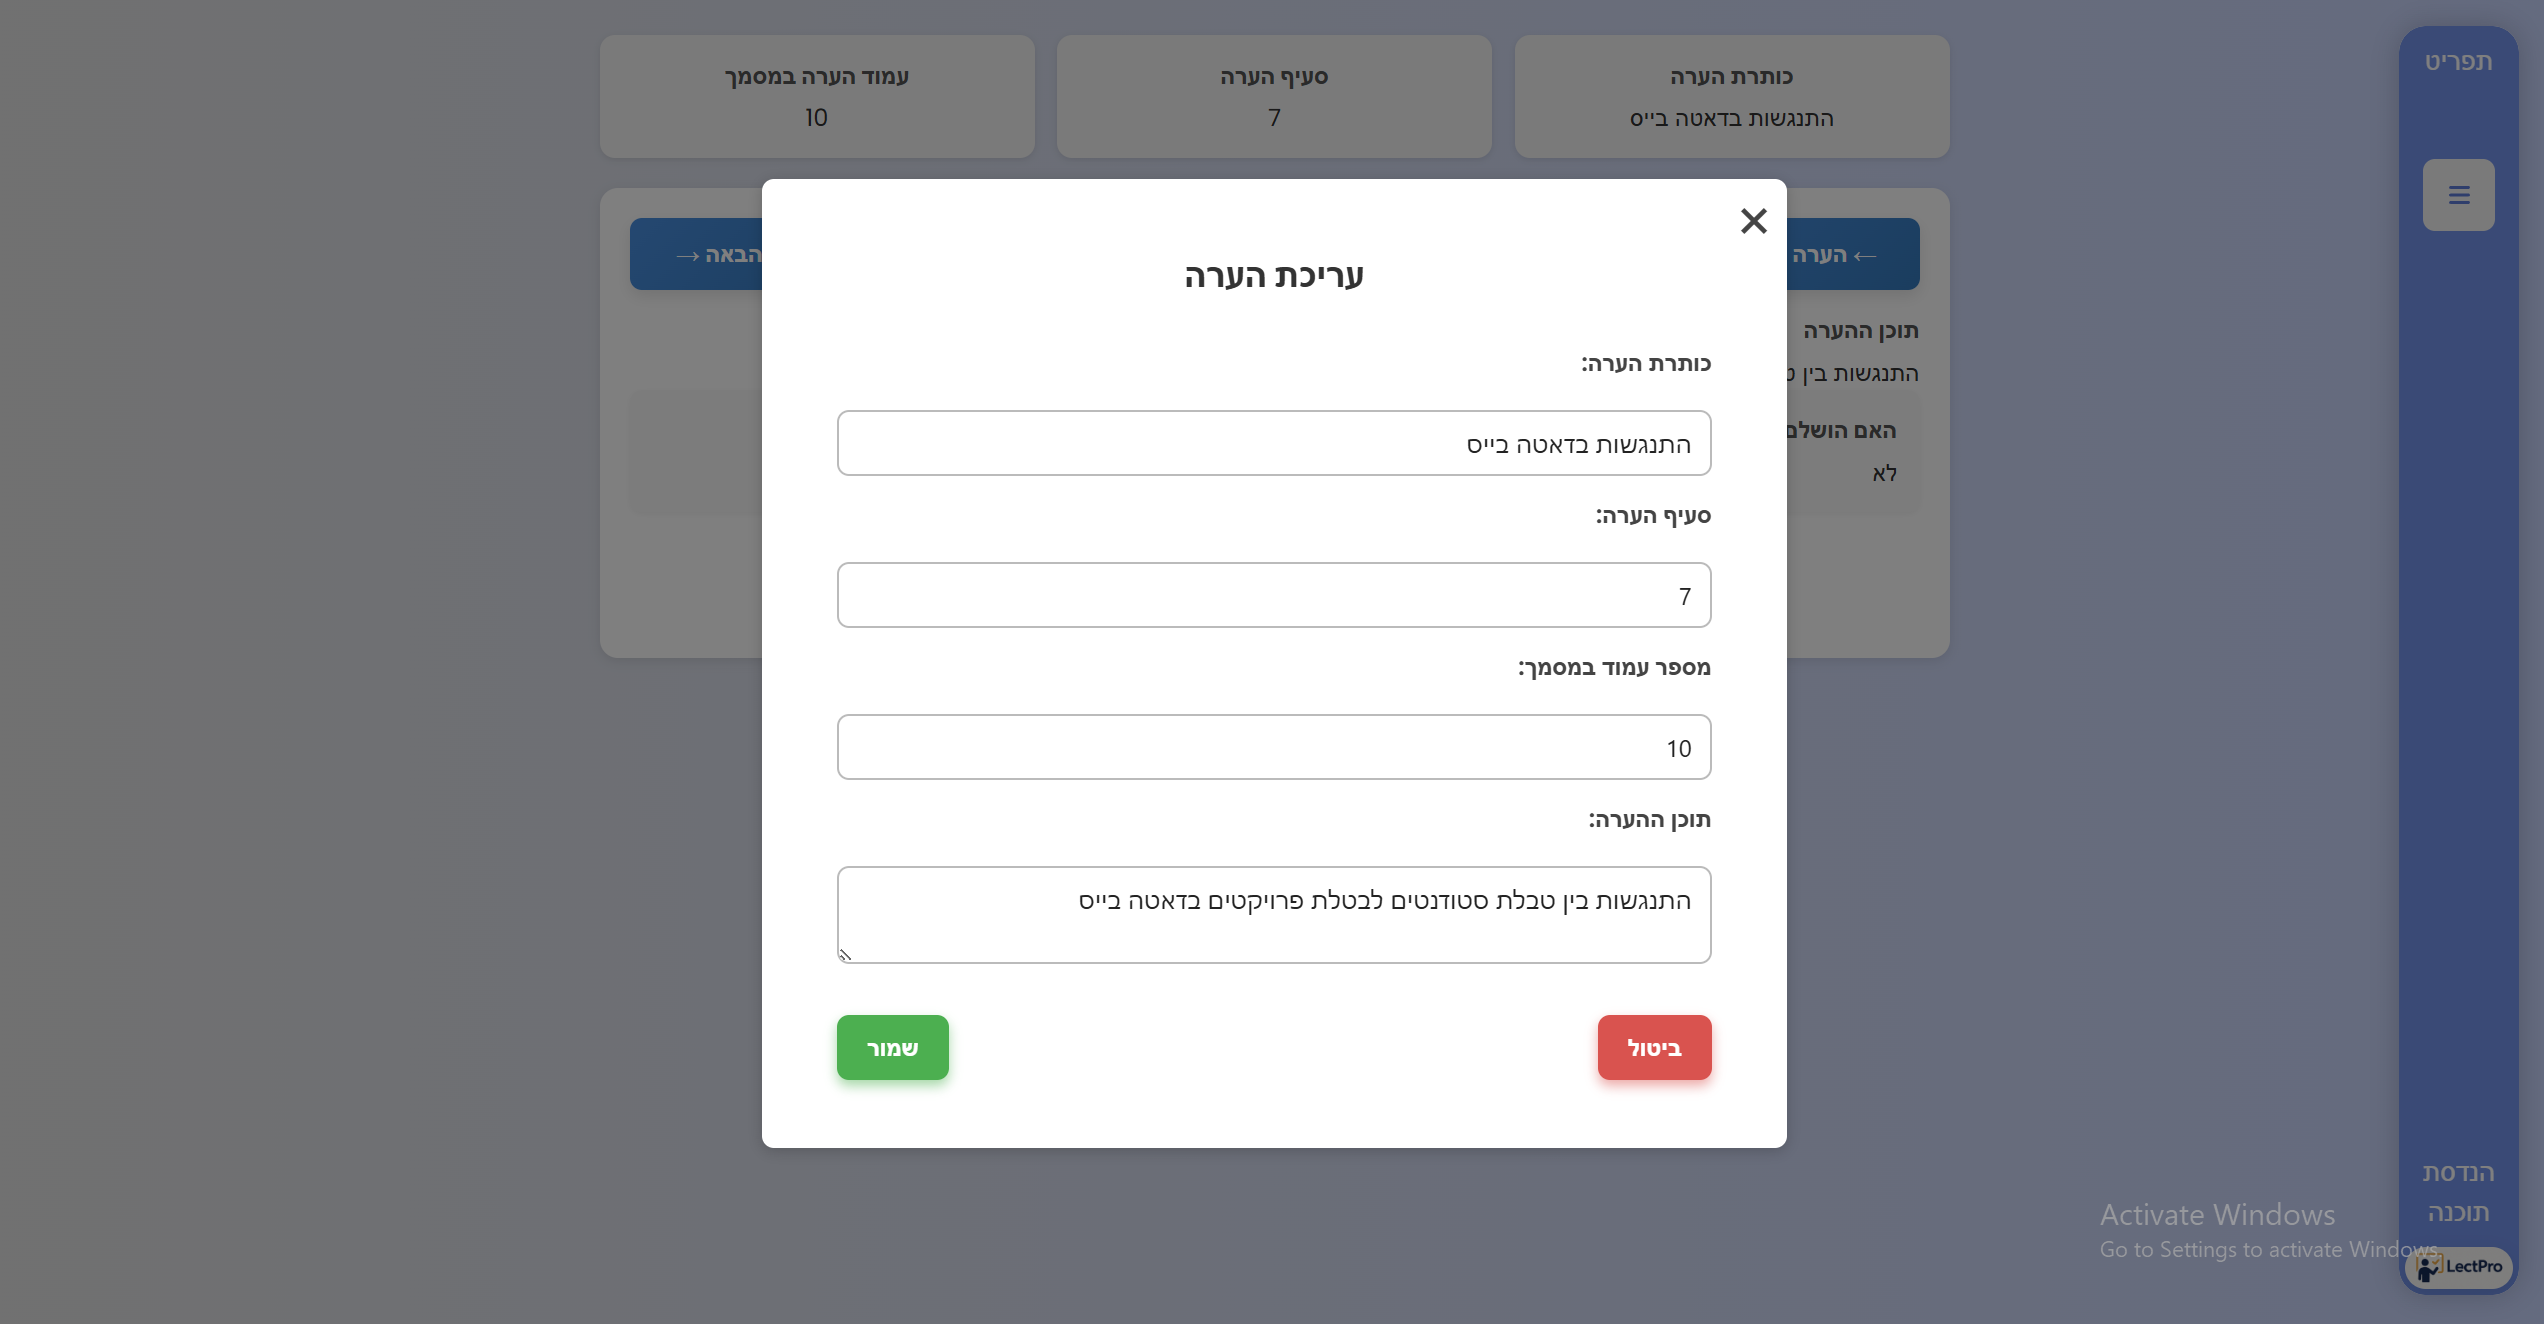 תפריט
כותרת הערה
התנגשות בדאטה בייס
סעיף הערה
7
עמוד הערה במסמך
10
← הערה
הבאה →
תוכן ההערה
התנגשות בין
האם הושלם
לא
עריכת הערה
כותרת הערה:
התנגשות בדאטה בייס
סעיף הערה:
7
מספר עמוד במסמך:
10
תוכן ההערה:
התנגשות בין טבלת סטודנטים לבטלת פרויקטים בדאטה בייס
ביטול
שמור
הנדסת
תוכנה
LectPro
Activate Windows
Go to Settings to activate Windows.